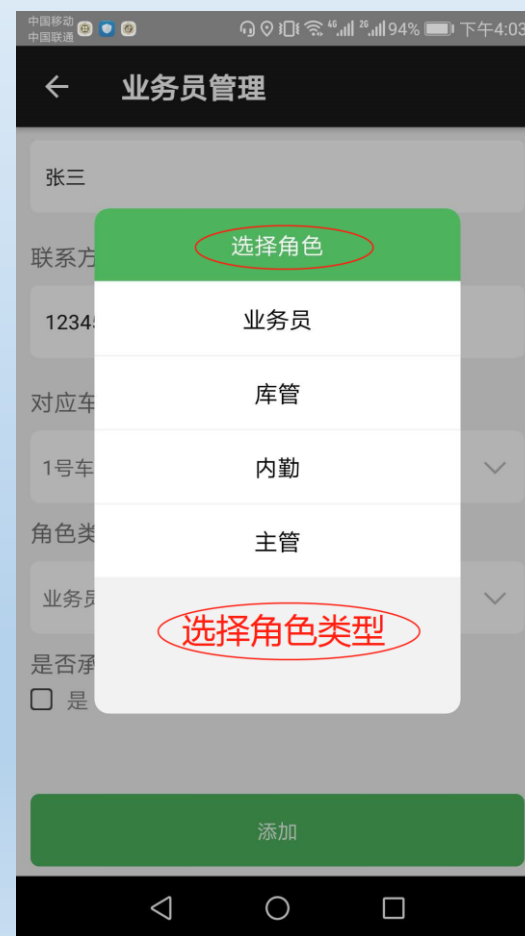 中国移动
中国联通
4G 2G 94% 下午4:03
业务员管理
张三
选择角色
联系方
业务员
1234
库管
对应车
内勤
1号车
角色类
主管
业务员
选择角色类型
是否承
是
添加